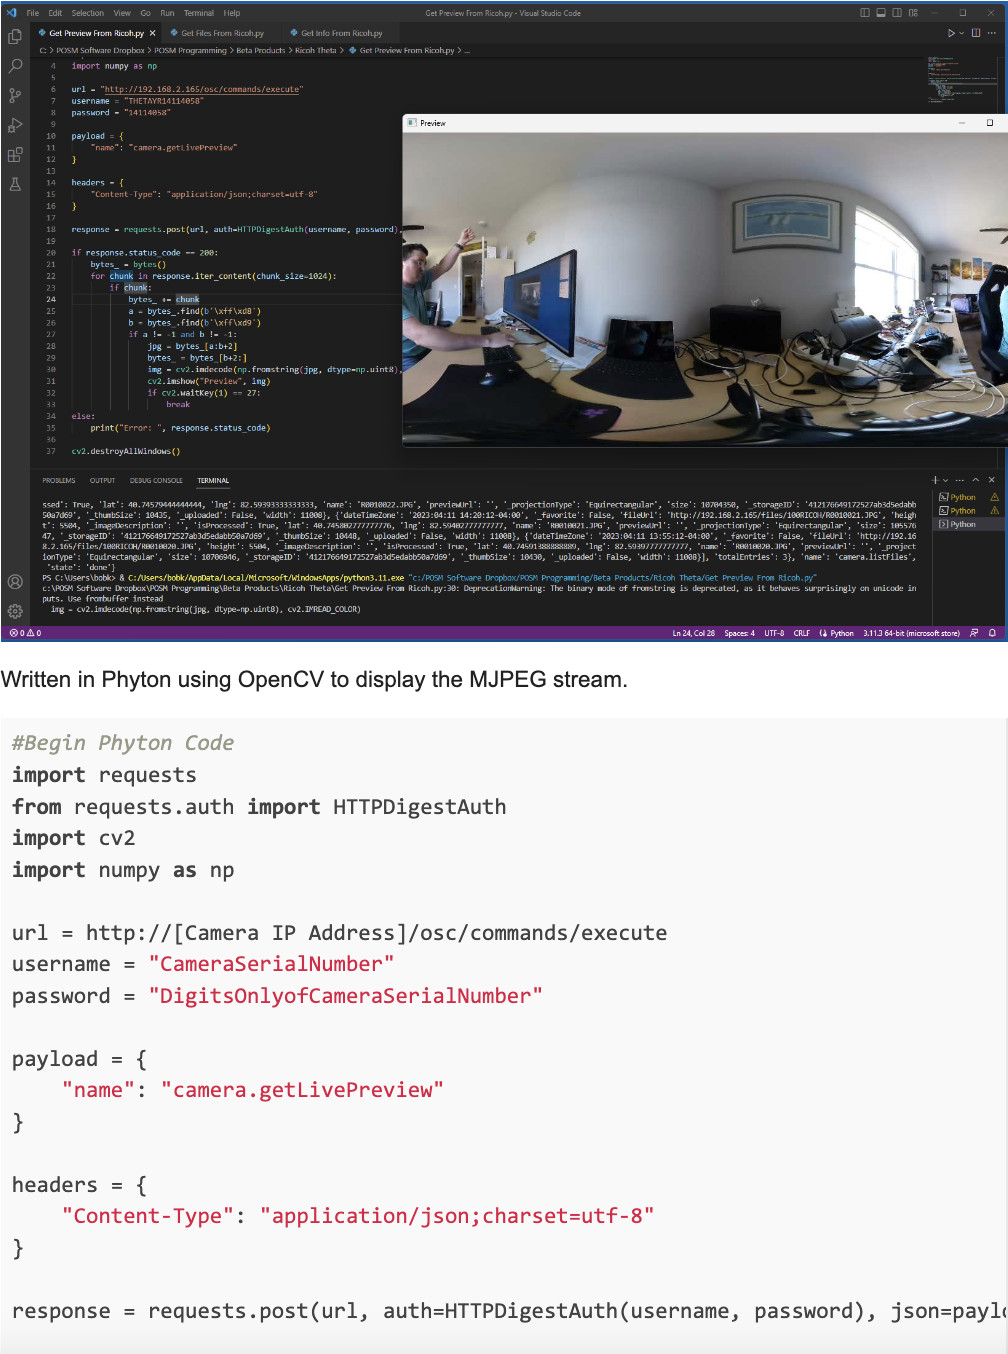 File Edit Selection View Go Run Terminal Help
Get Preview From Ricoh.py - Visual Studio Code
Get Preview From Ricoh.py × Get Files From Ricoh.py Get Info From Ricoh.py
C: > POSM Software Dropbox > POSM Programming > Beta Products > Ricoh Theta > Get Preview From Ricoh.py > ...
4 import numpy as np
5
6 url = "http://192.168.2.165/osc/commands/execute"
7 username = "THETAYR14114058"
8 password = "14114058"
9
10 payload = {
11 "name": "camera.getLivePreview"
12 }
13
14 headers = {
15 "Content-Type": "application/json;charset=utf-8"
16 }
17
18 response = requests.post(url, auth=HTTPDigestAuth(username, password),
19
20 if response.status_code == 200:
21 bytes_ = bytes()
22 for chunk in response.iter_content(chunk_size=1024):
23 if chunk:
24 bytes_ += chunk
25 a = bytes_.find(b'\xff\xd8')
26 b = bytes_.find(b'\xff\xd9')
27 if a != -1 and b != -1:
28 jpg = bytes_[a:b+2]
29 bytes_ = bytes_[b+2:]
30 img = cv2.imdecode(np.fromstring(jpg, dtype=np.uint8),
31 cv2.imshow("Preview", img)
32 if cv2.waitKey(1) == 27:
33 break
34 else:
35 print("Error: ", response.status_code)
36
37 cv2.destroyAllWindows()
Preview
PROBLEMS OUTPUT DEBUG CONSOLE TERMINAL
Python
Python
Python
ssed': True, 'lat': 40.74579444444444, 'lng': 82.59393333333333, 'name': 'R0010022.JPG', 'previewUrl': '', '_projectionType': 'Equirectangular', 'size': 10704350, '_storageID': '412176649172527ab3d5edabb
50a7d69', '_thumbSize': 10435, '_uploaded': False, 'width': 11008}, {'dateTimeZone': '2023:04:11 14:20:12-04:00', '_favorite': False, 'fileUrl': 'http://192.168.2.165/files/100RICOH/R0010021.JPG', 'heigh
t': 5504, '_imageDescription': '', 'isProcessed': True, 'lat': 40.745802777777776, 'lng': 82.59402777777777, 'name': 'R0010021.JPG', 'previewUrl': '', '_projectionType': 'Equirectangular', 'size': 105576
47, '_storageID': '412176649172527ab3d5edabb50a7d69', '_thumbSize': 10448, '_uploaded': False, 'width': 11008}, {'dateTimeZone': '2023:04:11 13:55:12-04:00', '_favorite': False, 'fileUrl': 'http://192.16
8.2.165/files/100RICOH/R0010020.JPG', 'height': 5504, '_imageDescription': '', 'isProcessed': True, 'lat': 40.74591388888889, 'lng': 82.59397777777777, 'name': 'R0010020.JPG', 'previewUrl': '', '_project
ionType': 'Equirectangular', 'size': 10706946, '_storageID': '412176649172527ab3d5edabb50a7d69', '_thumbSize': 10430, '_uploaded': False, 'width': 11008}], 'totalEntries': 3}, 'name': 'camera.listFiles',
'state': 'done'}
PS C:\Users\bobk> & C:/Users/bobk/AppData/Local/Microsoft/WindowsApps/python3.11.exe "c:/POSM Software Dropbox/POSM Programming/Beta Products/Ricoh Theta/Get Preview From Ricoh.py"
c:\POSM Software Dropbox\POSM Programming\Beta Products\Ricoh Theta\Get Preview From Ricoh.py:30: DeprecationWarning: The binary mode of fromstring is deprecated, as it behaves surprisingly on unicode in
puts. Use frombuffer instead
img = cv2.imdecode(np.fromstring(jpg, dtype=np.uint8), cv2.IMREAD_COLOR)
0 0 Ln 24, Col 28 Spaces: 4 UTF-8 CRLF Python 3.11.3 64-bit (microsoft store)
Written in Phyton using OpenCV to display the MJPEG stream.
#Begin Phyton Code
import requests
from requests.auth import HTTPDigestAuth
import cv2
import numpy as np
url = http://[Camera IP Address]/osc/commands/execute
username = "CameraSerialNumber"
password = "DigitsOnlyofCameraSerialNumber"
payload = {
"name": "camera.getLivePreview"
}
headers = {
"Content-Type": "application/json;charset=utf-8"
}
response = requests.post(url, auth=HTTPDigestAuth(username, password), json=paylo